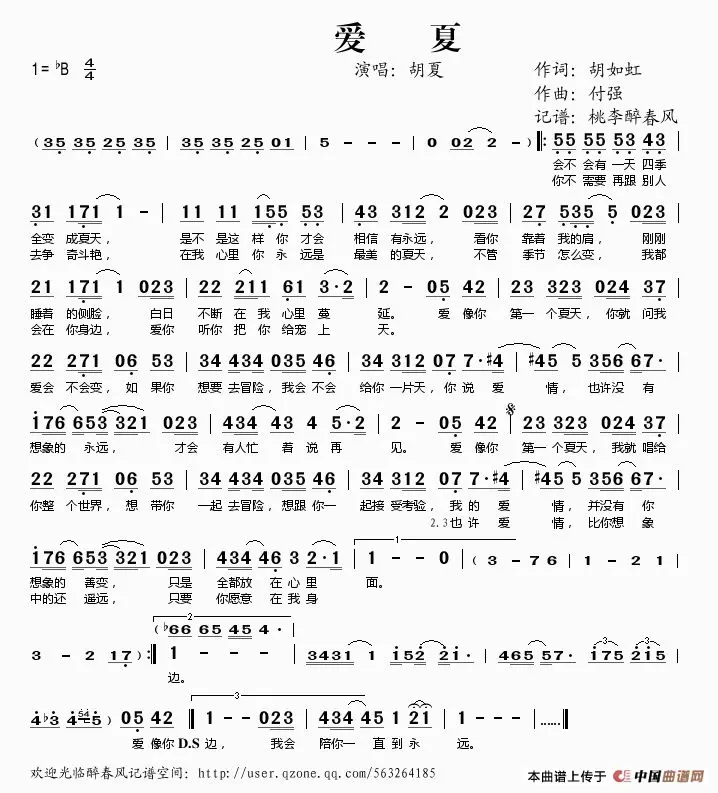 爱 夏
1= ♭B 4/4 演唱：胡夏 作词：胡如虹
作曲：付强
记谱：桃李醉春风
( 35 35 25 35 | 35 35 25 01 | 5 - - - | 0 02 2 - ) ‖: 55 55 53 43 |
会不 会有 一天 四季
你不 需要 再跟 别人
31 171 1 - | 11 11 155 53 | 43 312 2 023 | 27 535 5 023 |
全变 成夏天， 是不 是这 样 你 才会 相信 有永远， 看你 靠着 我的肩， 刚刚
去争 奇斗艳， 在我 心里 你 永 远是 最美 的夏天， 不管 季节 怎么变， 我都
21 171 1 023 | 22 211 61 3·2 | 2 - 05 42 | 23 323 024 37 |
睡着 的侧脸， 白日 不断 在 我 心里 蔓 延。 爱 像你 第一 个夏天， 你就 问我
会在 你身边， 爱你 听你 把 你 给宠 上 天。
22 271 06 53 | 34 434 035 46 | 34 312 07 7·#4 | #45 5 356 67· |
爱会 不会变， 如 果你 想要 去冒险， 我会 不会 给你 一片天， 你 说 爱 情， 也许没 有
176 653 321 023 | 434 43 4 5·2 | 2 - 05 42 | 23 323 024 37 |
想象的 永远， 才会 有人忙 着 说 再 见。 爱 像你 第一 个夏天， 我就 唱给
22 271 06 53 | 34 434 035 46 | 34 312 07 7·#4 | #45 5 356 67· |
你整 个世界， 想 带你 一起 去冒险， 想跟 你一 起接 受考验， 我 的 爱 情， 并没有 你
2.3也 许 爱 情， 比你想 象
176 653 321 023 | 434 46 3 2·1 | 1 - - 0 | ( 3 - 76 | 1 - 21 |
想象的 善变， 只是 全都放 在 心 里 面。
中的还 遥远， 只要 你愿意 在 我 身
(♭66 65 45 4·
3 - 2 17 ) :‖ 1 - - - | 3431 1 152 2·1 | 465 57· 175 215 |
边。
4♭3 4·5 ) 05 42 ‖ 1 - - 023 | 434 45 1 21 | 1 - - - |......‖
爱 像你 D.S 边， 我会 陪你一 直 到 永 远。
欢迎光临醉春风记谱空间：http://user.qzone.qq.com/563264185
本曲谱上传于 中国曲谱网